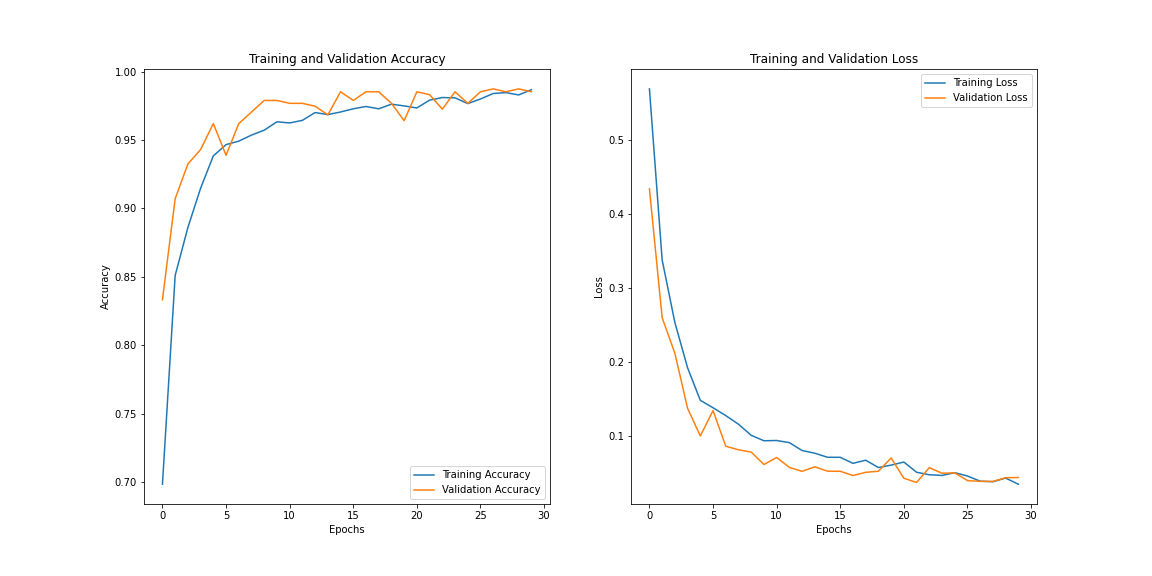 Training and Validation Accuracy
1.00
0.95
0.90
0.85
0.80
0.75
0.70
Accuracy
0
5
10
15
20
25
30
Epochs
Training Accuracy
Validation Accuracy
Training and Validation Loss
Training Loss
Validation Loss
0.5
0.4
0.3
0.2
0.1
Loss
0
5
10
15
20
25
30
Epochs